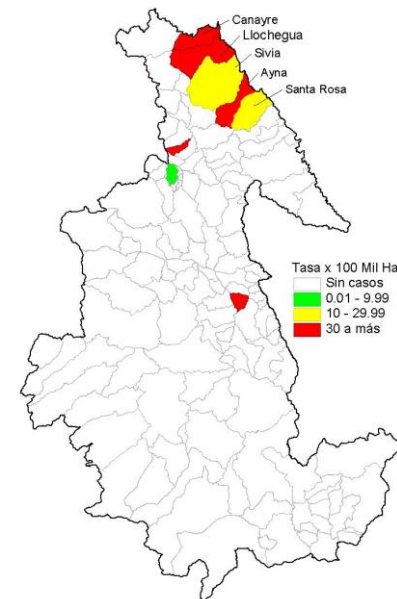 Canayre
Llochegua
Sivia
Ayna
Santa Rosa
Tasa x 100 Mil Ha
Sin casos
0.01 - 9.99
10 - 29.99
30 a más